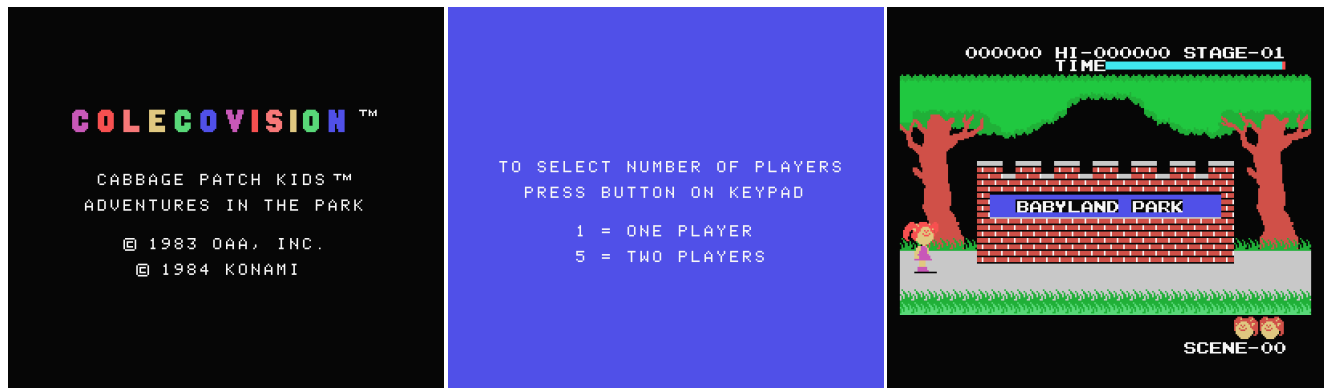 COLECOVISION™
CABBAGE PATCH KIDS™
ADVENTURES IN THE PARK
© 1983 OAA, INC.
© 1984 KONAMI
TO SELECT NUMBER OF PLAYERS
PRESS BUTTON ON KEYPAD
1 = ONE PLAYER
5 = TWO PLAYERS
000000 HI-000000 STAGE-01
TIME
BABYLAND PARK
SCENE-00